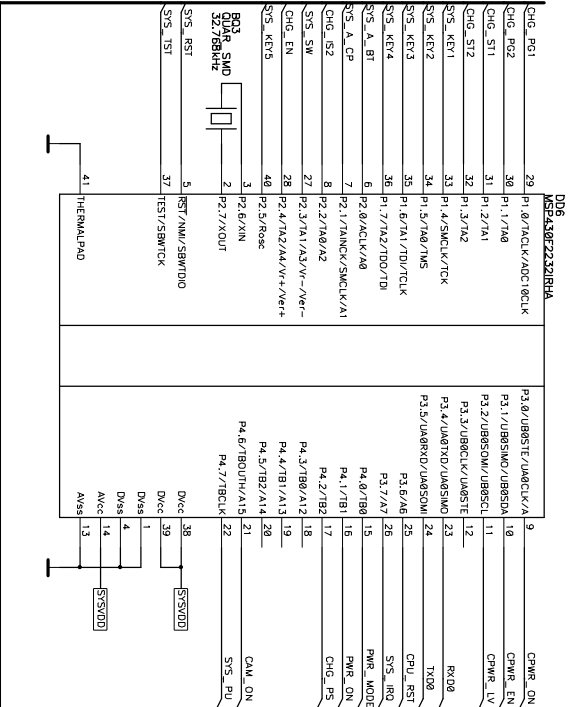 DD6
MSP430F2232IRHA
CHG_PG1 29 P1.0/TACLK/ADC10CLK
CHG_PG2 30 P1.1/TA0
CHG_ST1 31 P1.2/TA1
CHG_ST2 32 P1.3/TA2
SYS_KEY1 33 P1.4/SMCLK/TCK
SYS_KEY2 34 P1.5/TA0/TMS
SYS_KEY3 35 P1.6/TA1/TDI/TCLK
SYS_KEY4 36 P1.7/TA2/TDO/TDI
SYS_A_BT 6 P2.0/ACLK/A0
SYS_A_CP 7 P2.1/TAINCK/SMCLK/A1
CHG_IS2 8 P2.2/TA0/A2
SYS_SW 27 P2.3/TA1/A3/Vr-/Ver-
CHG_EN 28 P2.4/TA2/A4/Vr+/Ver+
SYS_KEY5 40 P2.5/Rosc
3 P2.6/XIN
2 P2.7/XOUT
BQ3
QUAR_SMD
32.768kHz
SYS_RST 5 RST/NMI/SBWTDIO
SYS_TST 37 TEST/SBWTCK
41 THERMALPAD
P3.0/UB0STE/UA0CLK/A 9 CPWR_ON
P3.1/UB0SIMO/UB0SDA 10 CPWR_EN
P3.2/UB0SOMI/UB0SCL 11 CPWR_LV
P3.3/UB0CLK/UA0STE 12
P3.4/UA0TXD/UA0SIMO 23 RXD0
P3.5/UA0RXD/UA0SOMI 24 TXD0
P3.6/A6 25 CPU_RST
P3.7/A7 26 SYS_IRQ
P4.0/TB0 15 PWR_MODE
P4.1/TB1 16 PWR_ON
P4.2/TB2 17 CHG_PS
P4.3/TB0/A12 18
P4.4/TB1/A13 19
P4.5/TB2/A14 20
P4.6/TBOUTH/A15 21 CAM_ON
P4.7/TBCLK 22 SYS_PU
DVcc 38 SYSVDD
DVcc 39
DVss 1
DVss 4
AVcc 14 SYSVDD
AVss 13